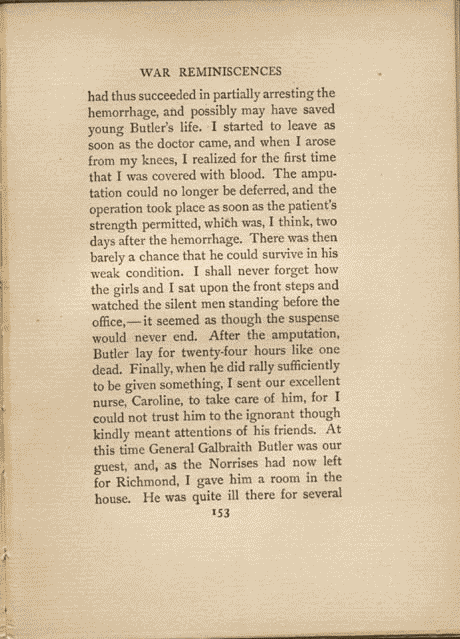 WAR REMINISCENCES
had thus succeeded in partially arresting the
hemorrhage, and possibly may have saved
young Butler's life. I started to leave as
soon as the doctor came, and when I arose
from my knees, I realized for the first time
that I was covered with blood. The ampu-
tation could no longer be deferred, and the
operation took place as soon as the patient's
strength permitted, which was, I think, two
days after the hemorrhage. There was then
barely a chance that he could survive in his
weak condition. I shall never forget how
the girls and I sat upon the front steps and
watched the silent men standing before the
office,—it seemed as though the suspense
would never end. After the amputation,
Butler lay for twenty-four hours like one
dead. Finally, when he did rally sufficiently
to be given something, I sent our excellent
nurse, Caroline, to take care of him, for I
could not trust him to the ignorant though
kindly meant attentions of his friends. At
this time General Galbraith Butler was our
guest, and, as the Norrises had now left
for Richmond, I gave him a room in the
house. He was quite ill there for several
153